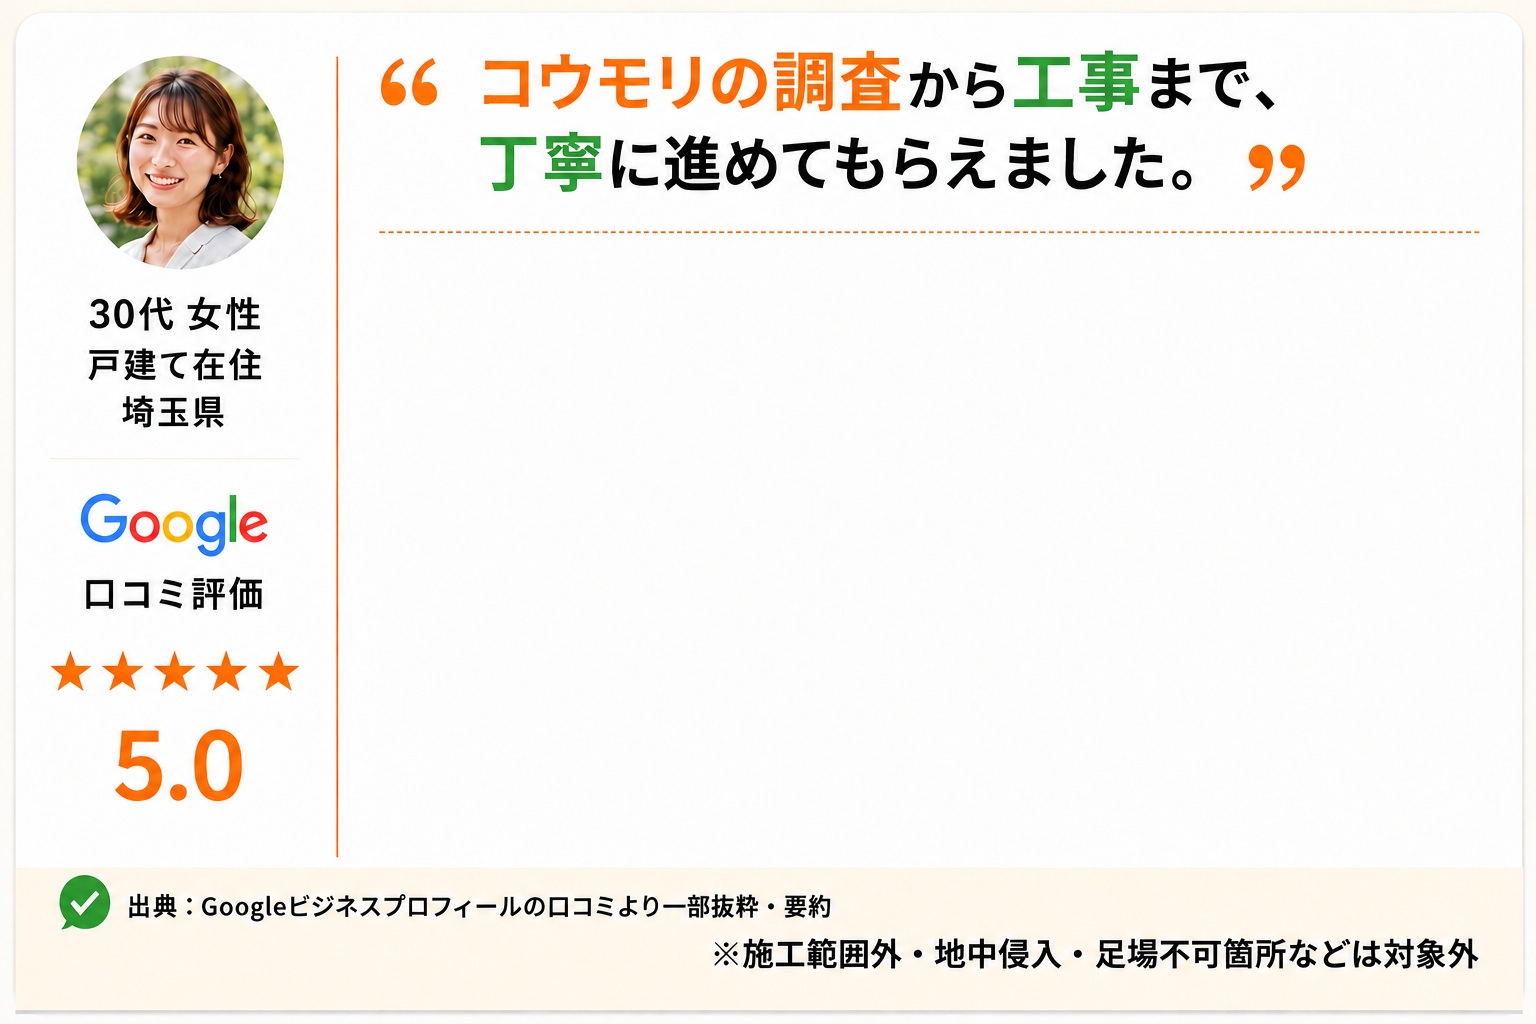 “ コウモリの調査から工事まで、
丁寧に進めてもらえました。 ”
30代 女性
戸建て在住
埼玉県
Google
口コミ評価
★★★★★
5.0
出典：Googleビジネスプロフィールの口コミより一部抜粋・要約
※施工範囲外・地中侵入・足場不可箇所などは対象外